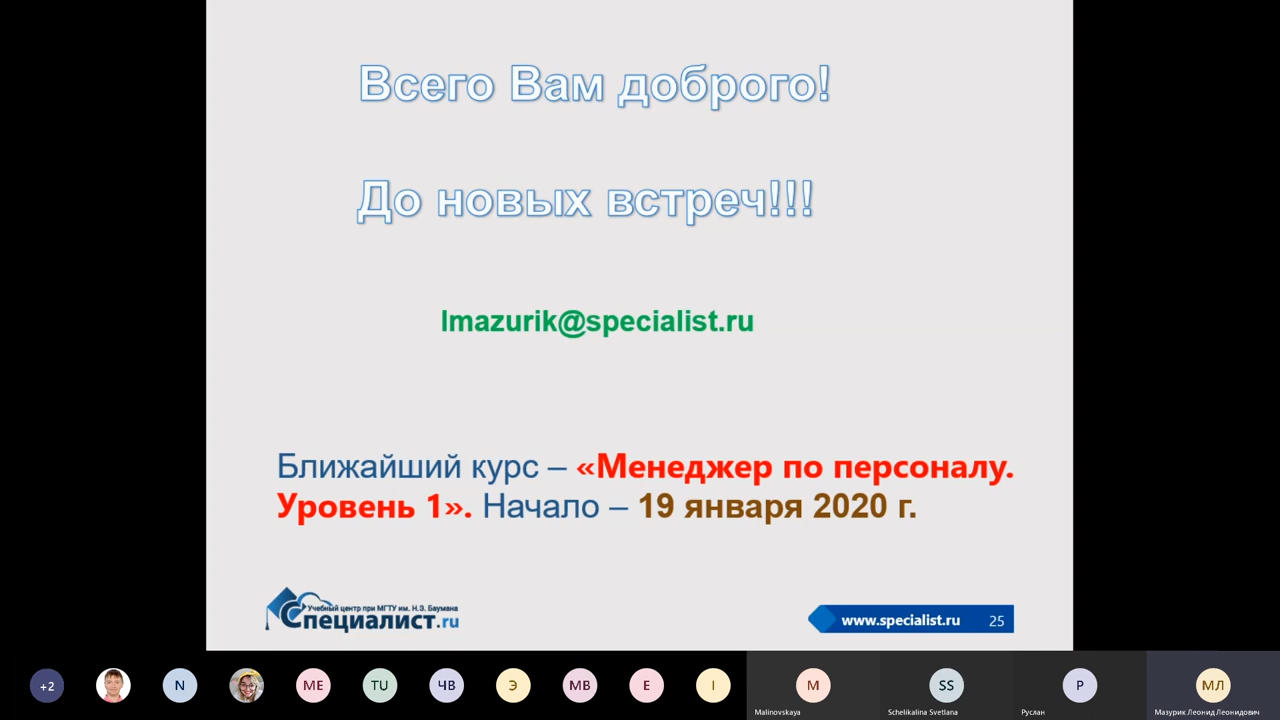 Всего Вам доброго!
До новых встреч!!!
lmazurik@specialist.ru
Ближайший курс – «Менеджер по персоналу.
Уровень 1». Начало – 19 января 2020 г.
Учебный центр при МГТУ им. Н.Э. Баумана
Специалист.ru
www.specialist.ru 25
+2 N ME TU ЧВ Э МВ Е I M SS Р МЛ
Malinovskaya Schelikalina Svetlana Руслан Мазурик Леонид Леонидович